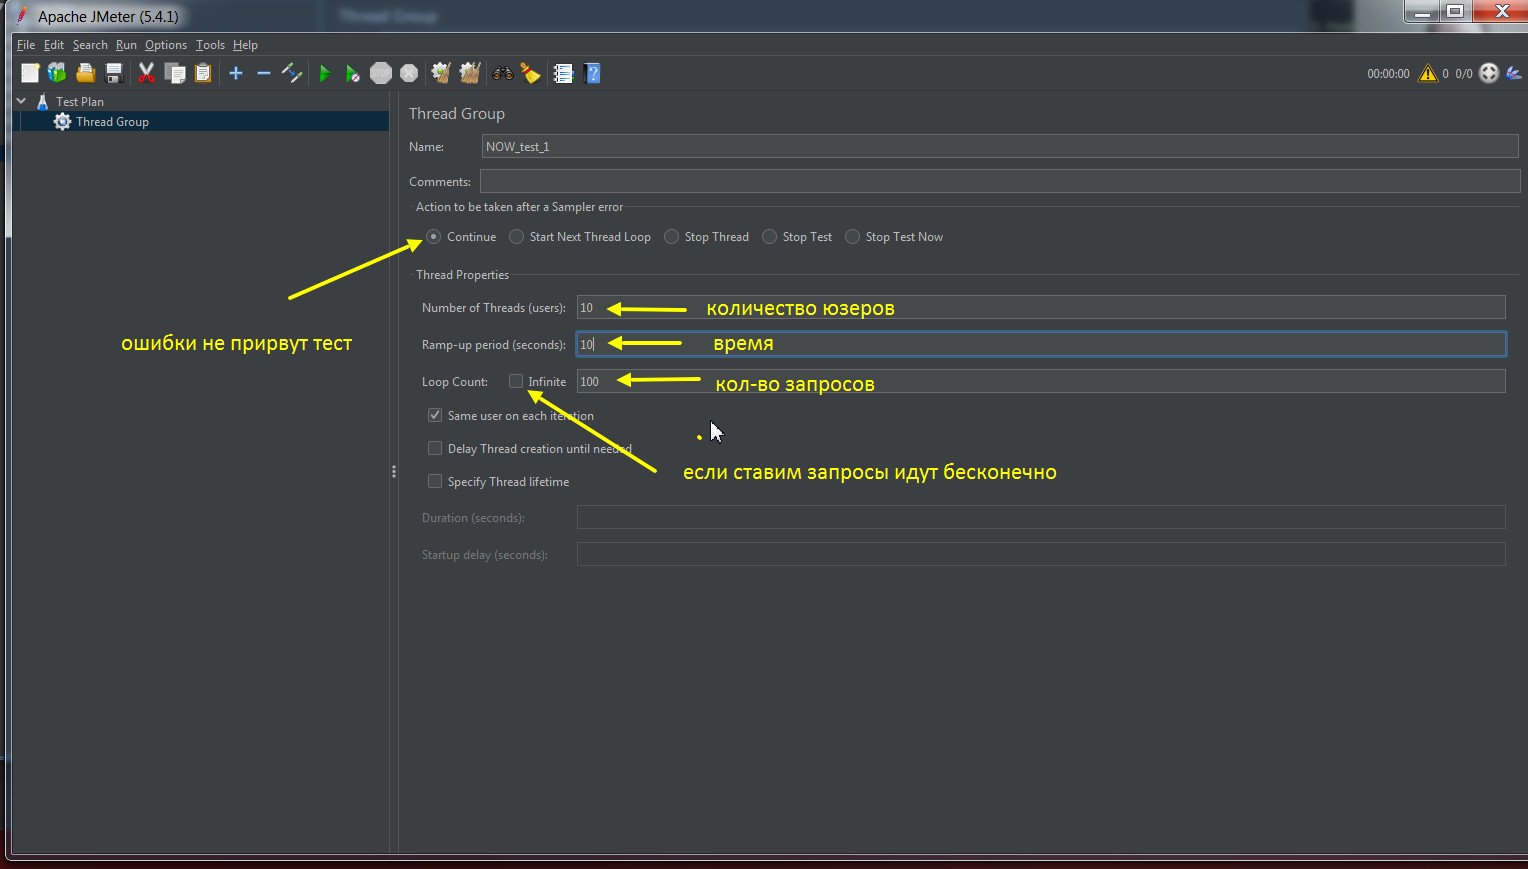 Apache JMeter (5.4.1)
Thread Group
File Edit Search Run Options Tools Help
STOP
00:00:00 0 0/0
Test Plan
Thread Group
Thread Group
Name: NOW_test_1
Comments:
Action to be taken after a Sampler error
Continue Start Next Thread Loop Stop Thread Stop Test Stop Test Now
Thread Properties
Number of Threads (users): 10 количество юзеров
ошибки не прирвут тест
Ramp-up period (seconds): 10 время
Loop Count: Infinite 100 кол-во запросов
Same user on each iteration
Delay Thread creation until needed
если ставим запросы идут бесконечно
Specify Thread lifetime
Duration (seconds):
Startup delay (seconds):